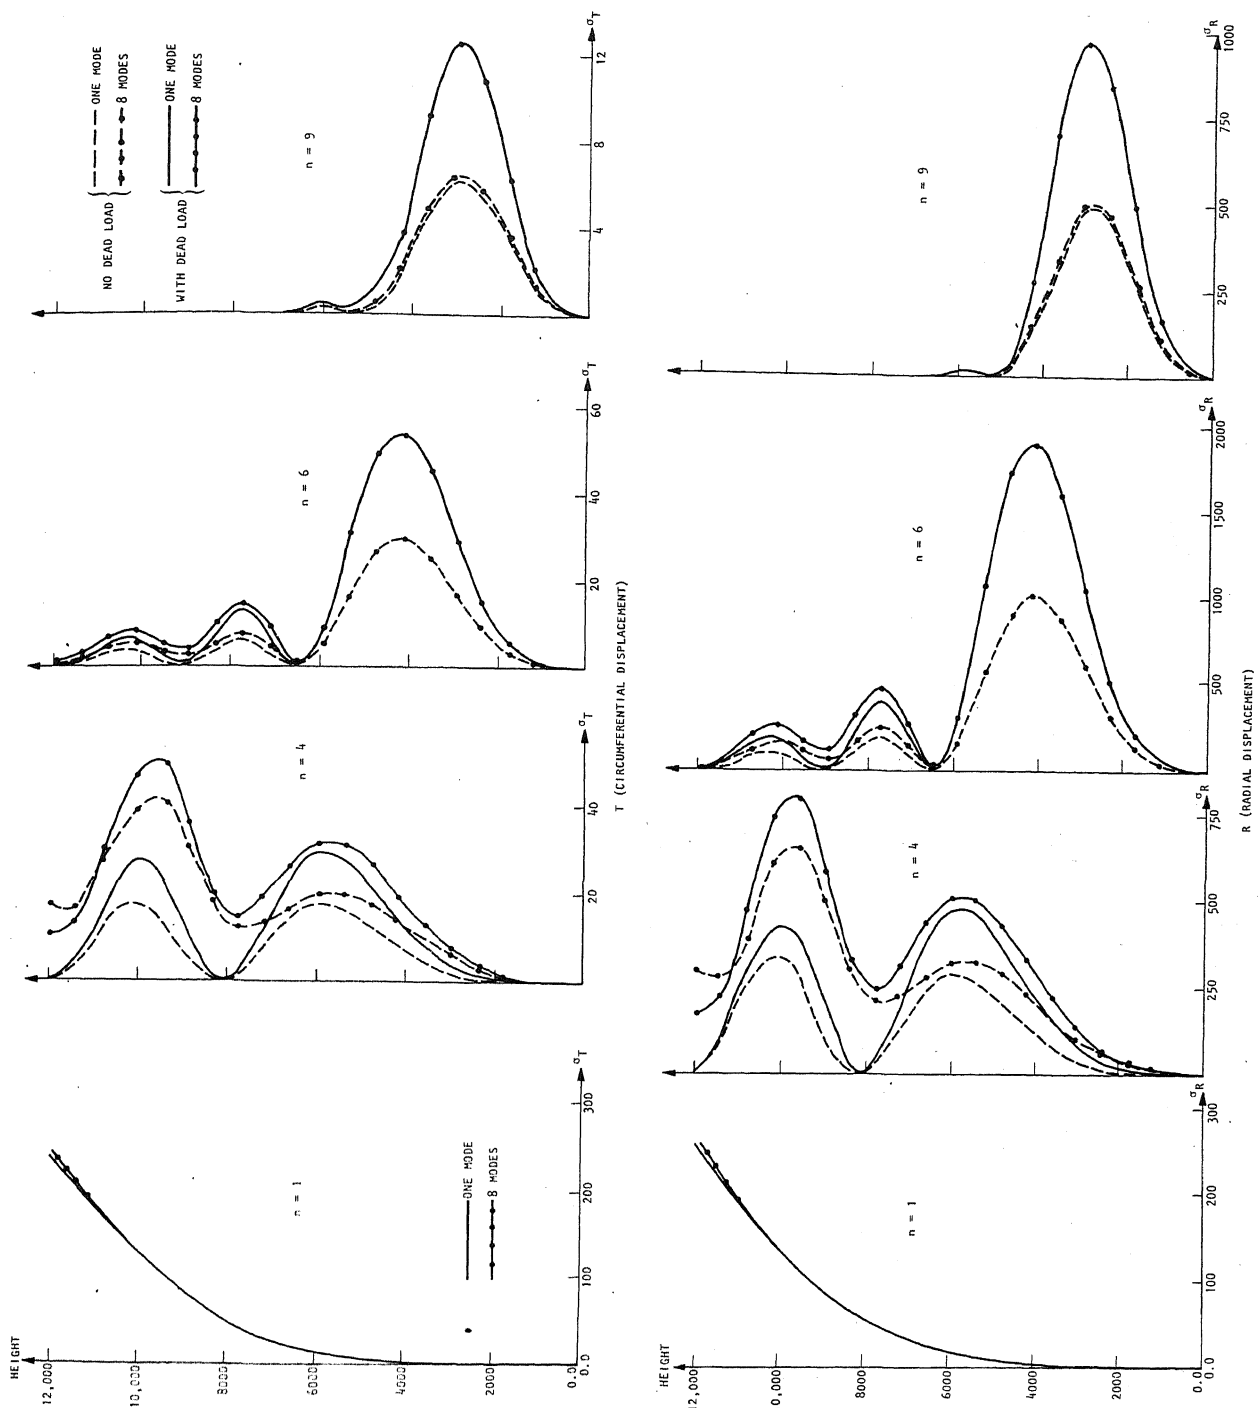 HEIGHT
12,000
10,000
8000
6000
4000
2000
0.0
100
200
300
σT
n = 1
ONE MODE
8 MODES
20
40
σT
n = 4
T (CIRCUMFERENTIAL DISPLACEMENT)
20
40
60
σT
n = 6
4
8
12
σT
n = 9
NO DEAD LOAD
ONE MODE
8 MODES
WITH DEAD LOAD
ONE MODE
8 MODES
HEIGHT
12,000
0,000
8000
6000
4000
2000
0.0
100
200
300
σR
n = 1
250
500
750
σR
n = 4
R (RADIAL DISPLACEMENT)
500
1000
1500
2000
σR
n = 6
250
500
750
1000
σR
n = 9